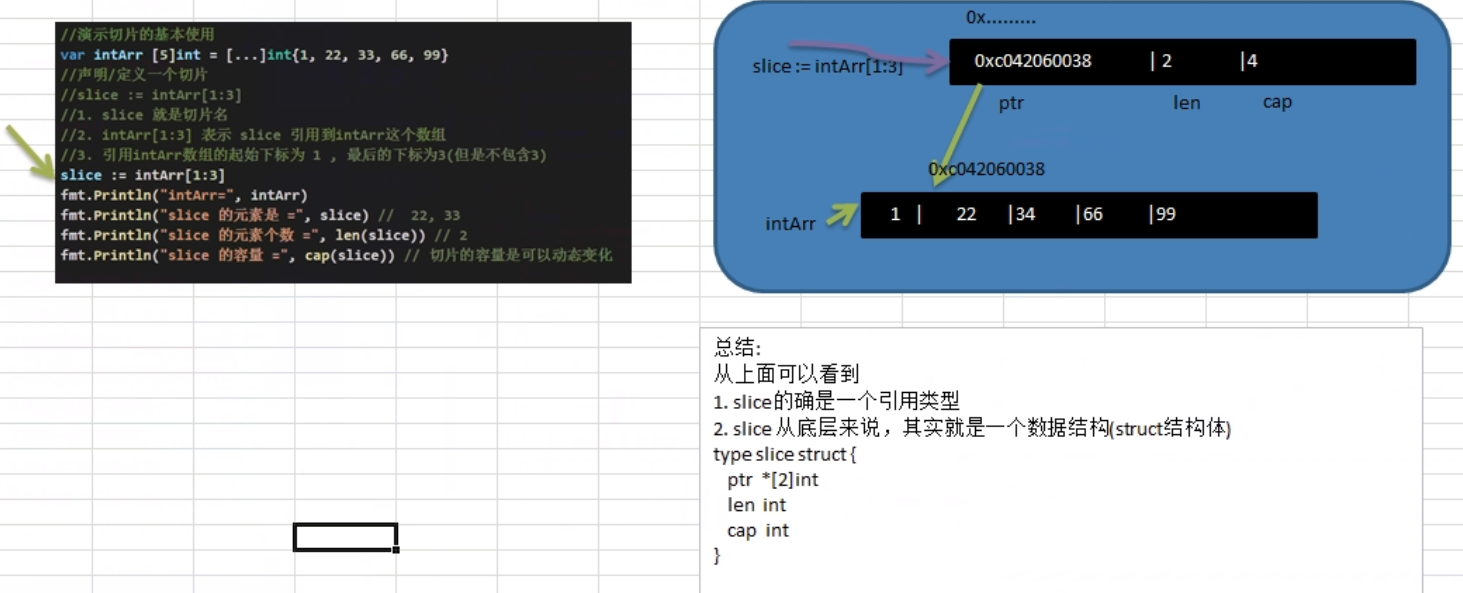 //演示切片的基本使用
var intArr [5]int = [...]int{1, 22, 33, 66, 99}
//声明/定义一个切片
//slice := intArr[1:3]
//1. slice 就是切片名
//2. intArr[1:3] 表示 slice 引用到intArr这个数组
//3. 引用intArr数组的起始下标为 1 , 最后的下标为3(但是不包含3)
slice := intArr[1:3]
fmt.Println("intArr=", intArr)
fmt.Println("slice 的元素是 =", slice) //  22, 33
fmt.Println("slice 的元素个数 =", len(slice)) // 2
fmt.Println("slice 的容量 =", cap(slice)) // 切片的容量是可以动态变化
0x.........
slice := intArr[1:3]
0xc042060038 | 2 |4
ptr len cap
0xc042060038
intArr
1 | 22 |34 |66 |99
总结:
从上面可以看到
1. slice的确是一个引用类型
2. slice 从底层来说，其实就是一个数据结构(struct结构体)
type slice struct {
ptr *[2]int
len int
cap int
}